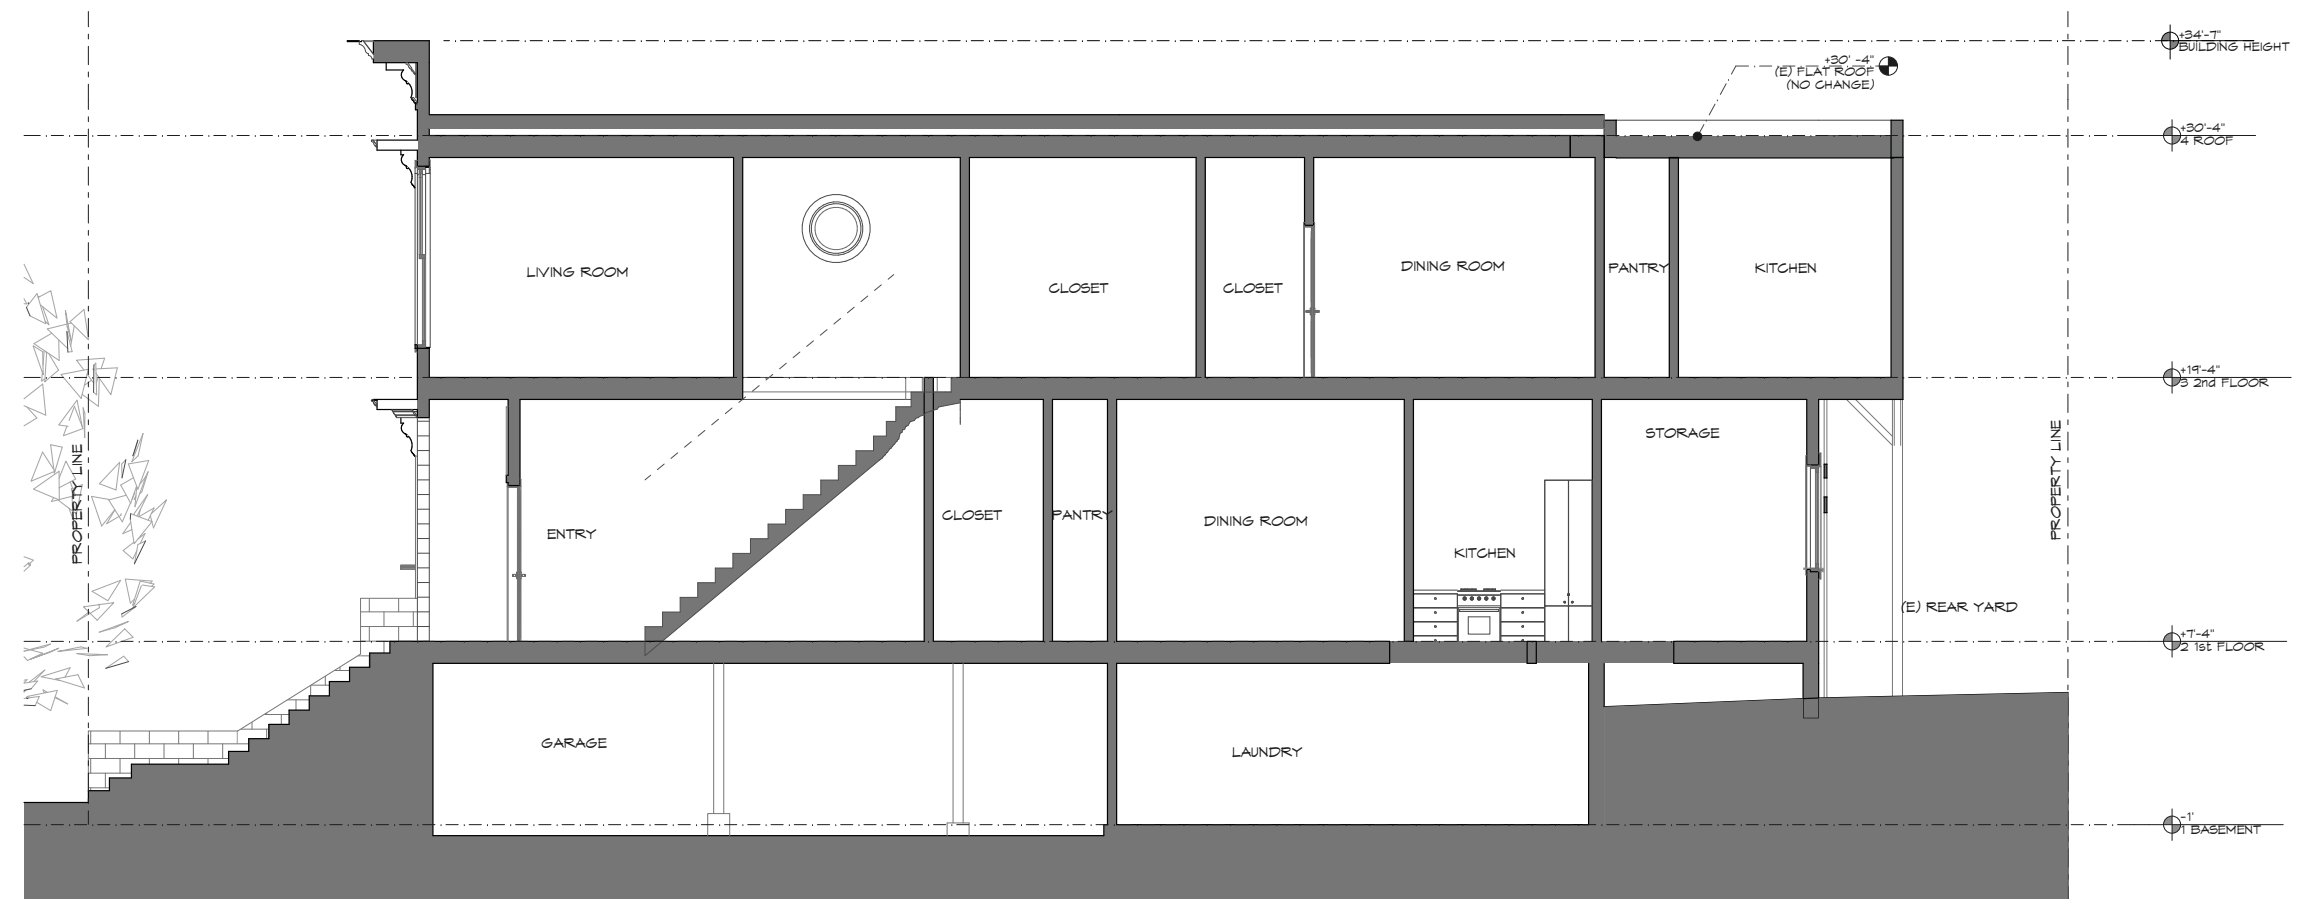 +34'-7"
BUILDING HEIGHT
+30' -4"
(E) FLAT ROOF
(NO CHANGE)
+30'-4"
4 ROOF
LIVING ROOM
CLOSET
CLOSET
DINING ROOM
PANTRY
KITCHEN
+19'-4"
3 2nd FLOOR
PROPERTY LINE
ENTRY
CLOSET
PANTRY
DINING ROOM
KITCHEN
STORAGE
PROPERTY LINE
(E) REAR YARD
+7'-4"
2 1st FLOOR
GARAGE
LAUNDRY
-1'
1 BASEMENT